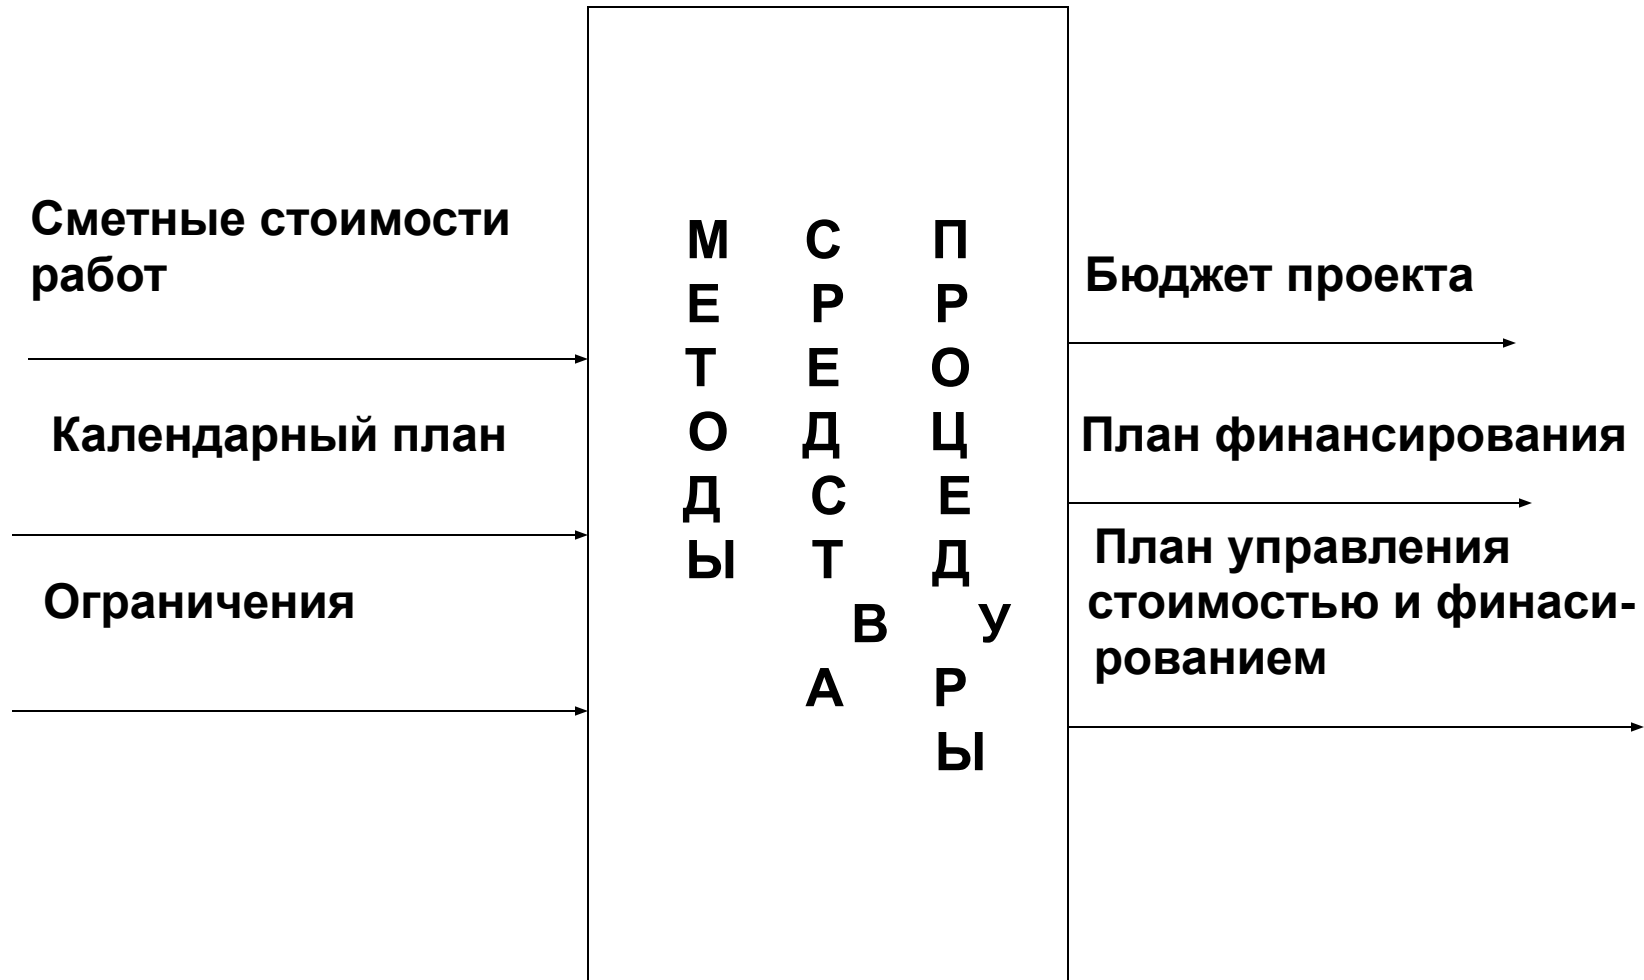 Сметные стоимости
работ
Календарный план
Ограничения
М С П
Е Р Р
Т Е О
О Д Ц
Д С Е
Ы Т Д
В У
А Р
Ы
Бюджет проекта
План финансирования
План управления
стоимостью и финаси-
рованием